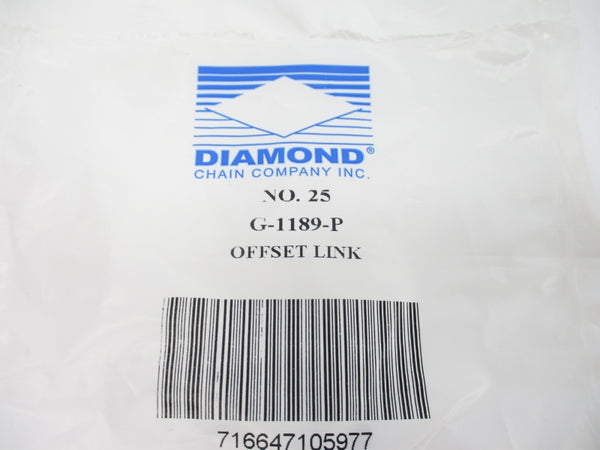 DIAMOND®
CHAIN COMPANY INC.
NO. 25
G-1189-P
OFFSET LINK
716647105977